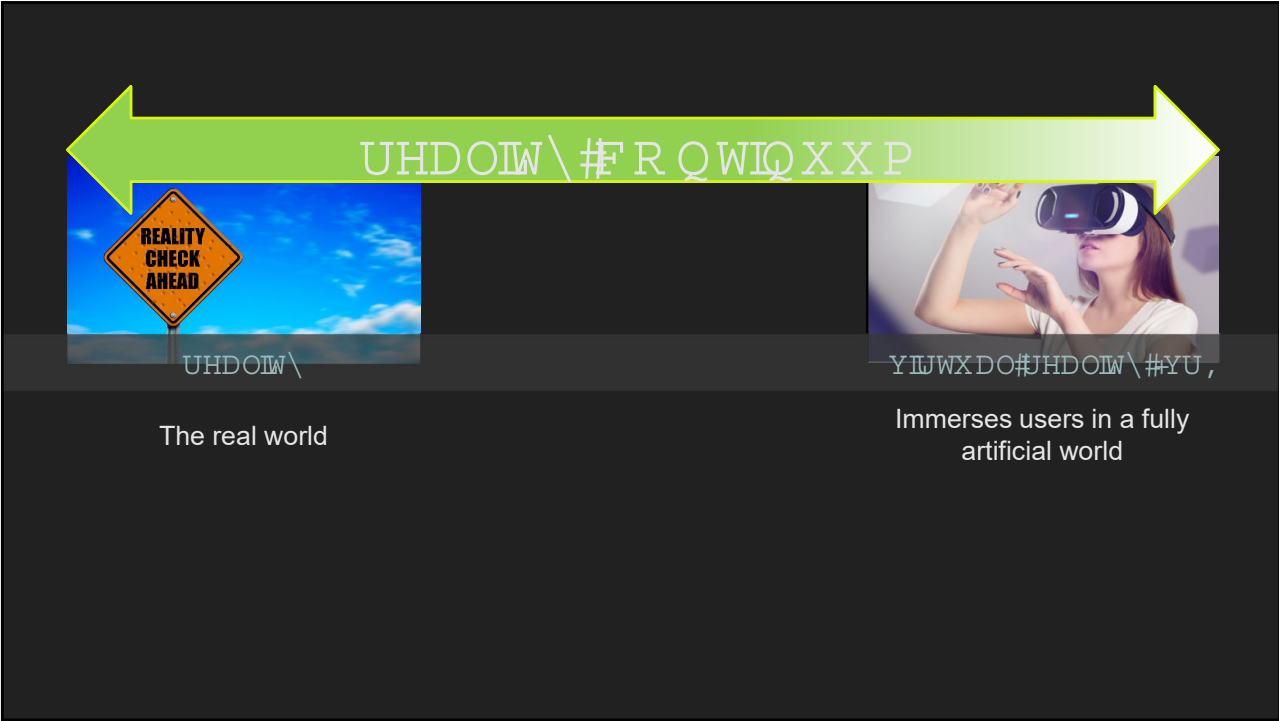 UHDOLW\#FRQWLQXXP
REALITY
CHECK
AHEAD
UHDOLW\
YLUWXDO#UHDOLW\#+YU,
The real world
Immerses users in a fully
artificial world